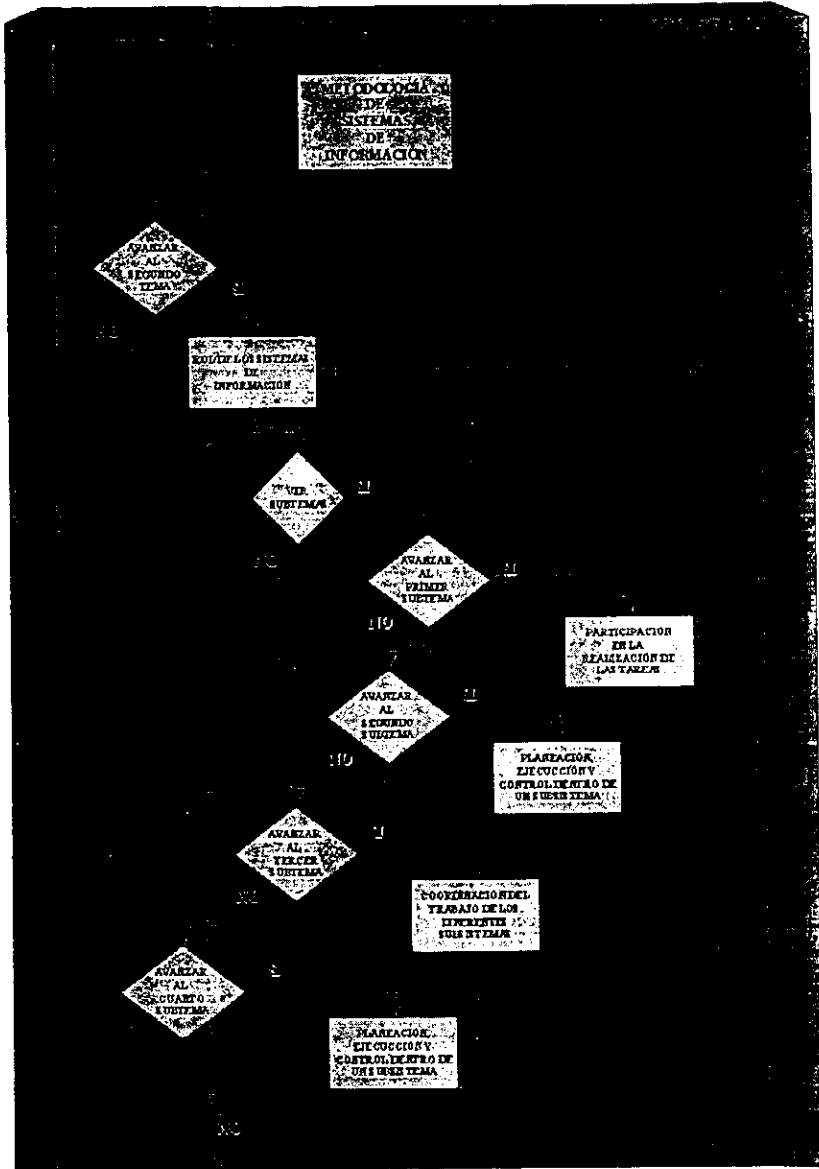 METODOLOGÍA
DE
SISTEMAS
DE
INFORMACIÓN
AVANZAR
AL
SEGUNDO
TEMA
SI
NO
ROL DE LOS SISTEMAS
DE
INFORMACIÓN
VER
SUBTEMAS
SI
NO
AVANZAR
AL
PRIMER
SUBTEMA
SI
NO
PARTICIPACION
EN LA
REALIZACIÓN DE
LAS TAREAS
AVANZAR
AL
SEGUNDO
SUBTEMA
SI
NO
PLANEACION,
EJECUCCIÓN Y
CONTROL DENTRO DE
UN SUBSISTEMA
AVANZAR
AL
TERCER
SUBTEMA
SI
NO
COORDINACION DEL
TRABAJO DE LOS
DIFERENTES
SUBSISTEMAS
AVANZAR
AL
CUARTO
SUBTEMA
SI
PLANEACION,
EJECUCCIÓN Y
CONTROL DENTRO DE
UN SUBSISTEMA
NO